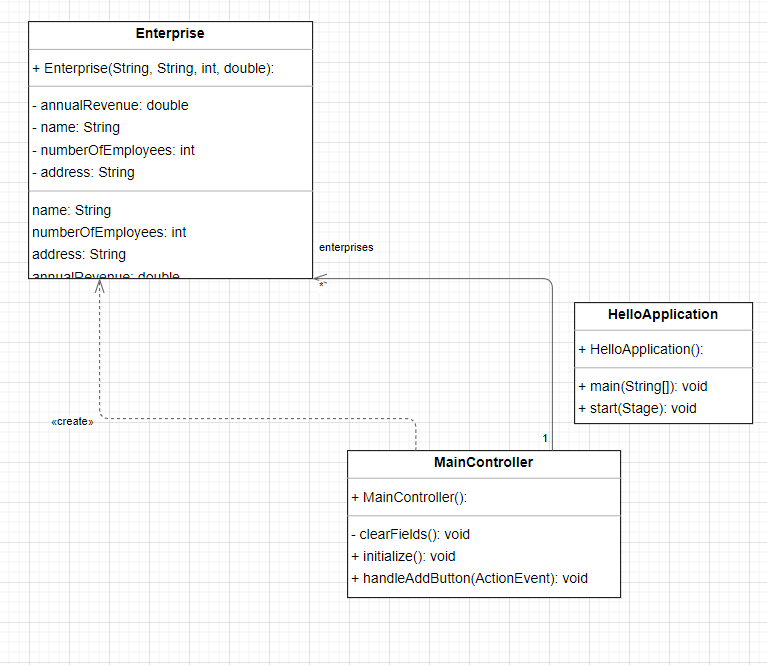 Enterprise
+ Enterprise(String, String, int, double):
- annualRevenue: double
- name: String
- numberOfEmployees: int
- address: String
name: String
numberOfEmployees: int
address: String
annualRevenue: double
enterprises
*
HelloApplication
+ HelloApplication():
+ main(String[]): void
+ start(Stage): void
«create»
1
MainController
+ MainController():
- clearFields(): void
+ initialize(): void
+ handleAddButton(ActionEvent): void